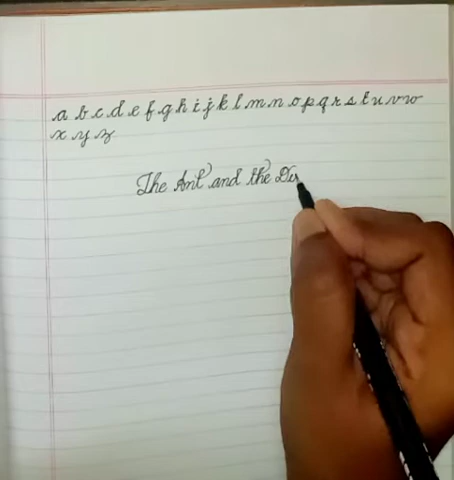 a b c d e f g h i j k l m n o p q r s t u v w
x y z
The Ant and the